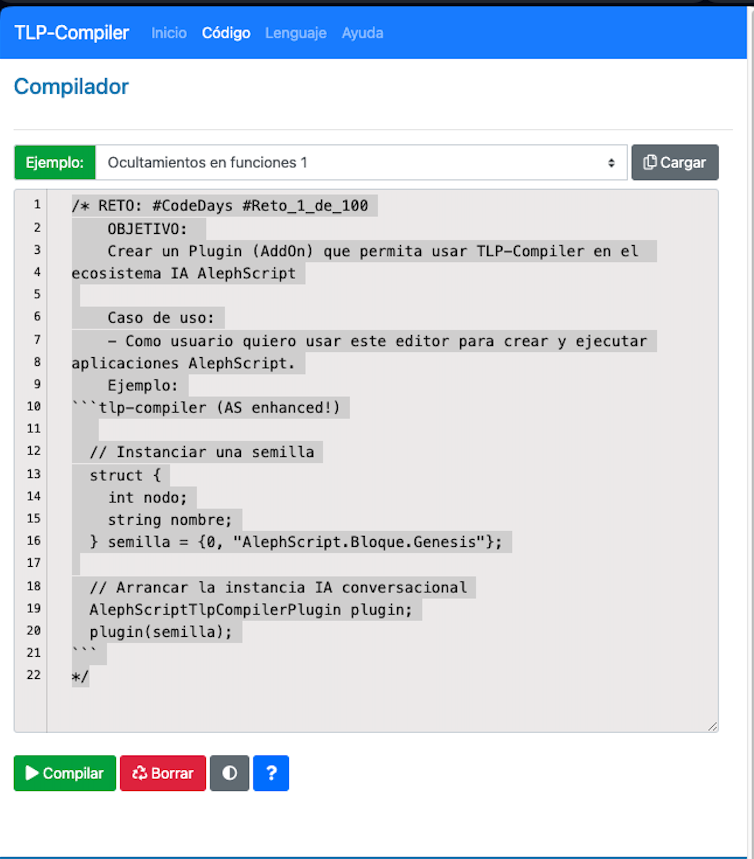 TLP-Compiler Inicio Código Lenguaje Ayuda
Compilador
Ejemplo: Ocultamientos en funciones 1 Cargar
1 /* RETO: #CodeDays #Reto_1_de_100
2 OBJETIVO:
3 Crear un Plugin (AddOn) que permita usar TLP-Compiler en el
4 ecosistema IA AlephScript
5
6 Caso de uso:
7 - Como usuario quiero usar este editor para crear y ejecutar
8 aplicaciones AlephScript.
9 Ejemplo:
10 ```tlp-compiler (AS enhanced!)
11
12 // Instanciar una semilla
13 struct {
14 int nodo;
15 string nombre;
16 } semilla = {0, "AlephScript.Bloque.Genesis"};
17
18 // Arrancar la instancia IA conversacional
19 AlephScriptTlpCompilerPlugin plugin;
20 plugin(semilla);
21 ```
22 */
Compilar Borrar ?